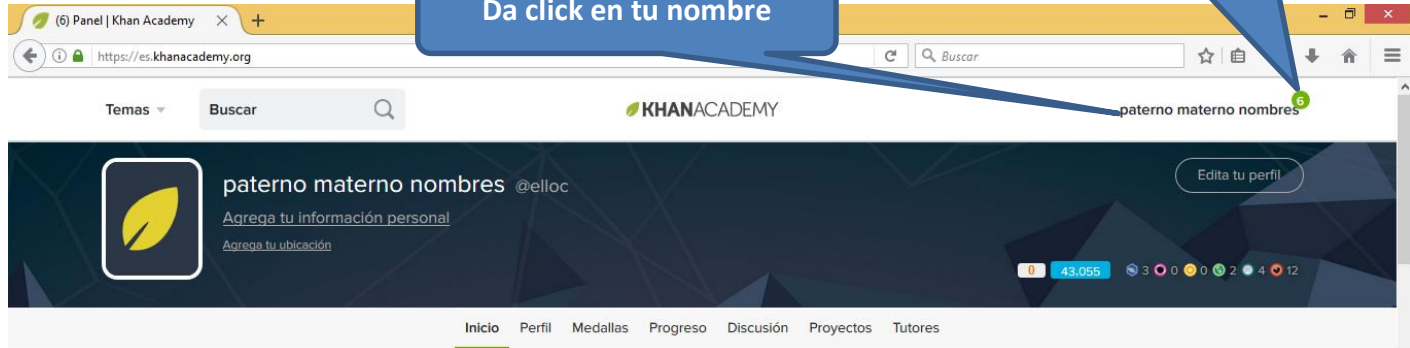 (6) Panel | Khan Academy
Da click en tu nombre
https://es.khanacademy.org
Buscar
Temas
Buscar
KHANACADEMY
paterno materno nombres
6
paterno materno nombres @elloc
Edita tu perfil
Agrega tu información personal
Agrega tu ubicación
0 43.055 3 0 0 2 4 12
Inicio Perfil Medallas Progreso Discusión Proyectos Tutores